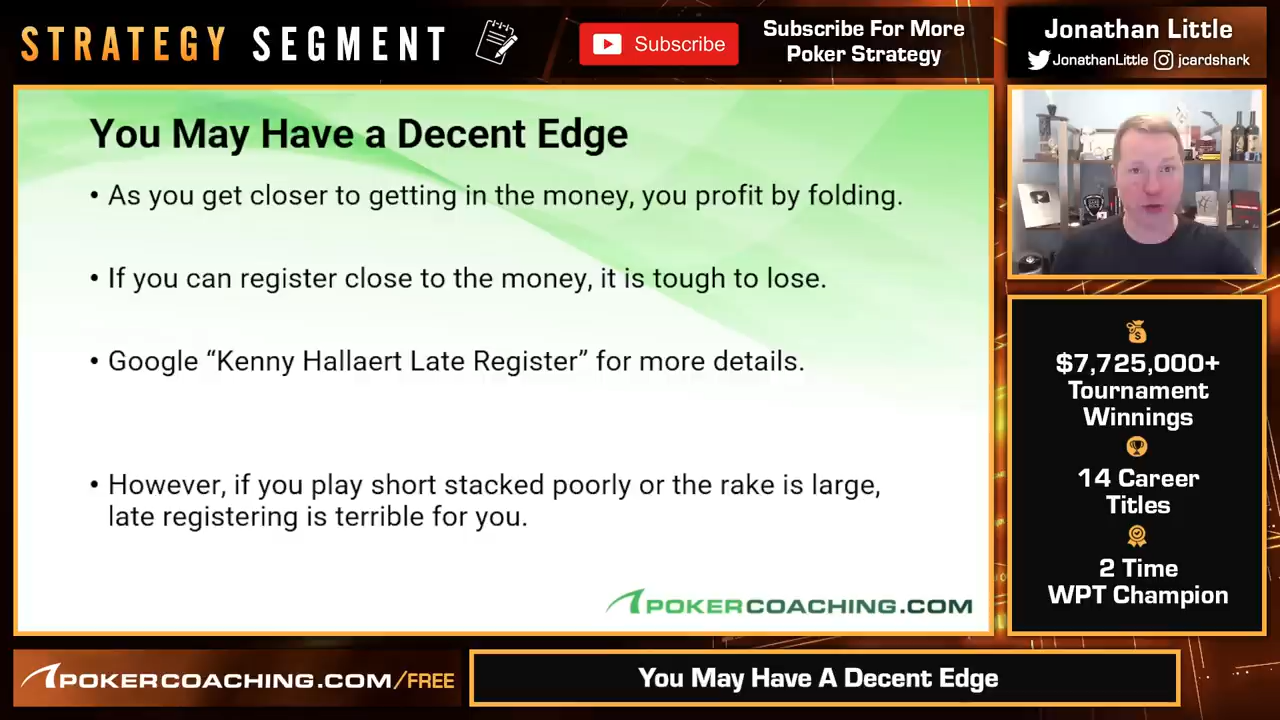 STRATEGY SEGMENT
Subscribe
Subscribe For More
Poker Strategy
Jonathan Little
JonathanLittle jcardshark
You May Have a Decent Edge
• As you get closer to getting in the money, you profit by folding.
• If you can register close to the money, it is tough to lose.
• Google “Kenny Hallaert Late Register” for more details.
• However, if you play short stacked poorly or the rake is large,
late registering is terrible for you.
POKERCOACHING.COM
$7,725,000+
Tournament
Winnings
14 Career
Titles
2 Time
WPT Champion
POKERCOACHING.COM/FREE
You May Have A Decent Edge